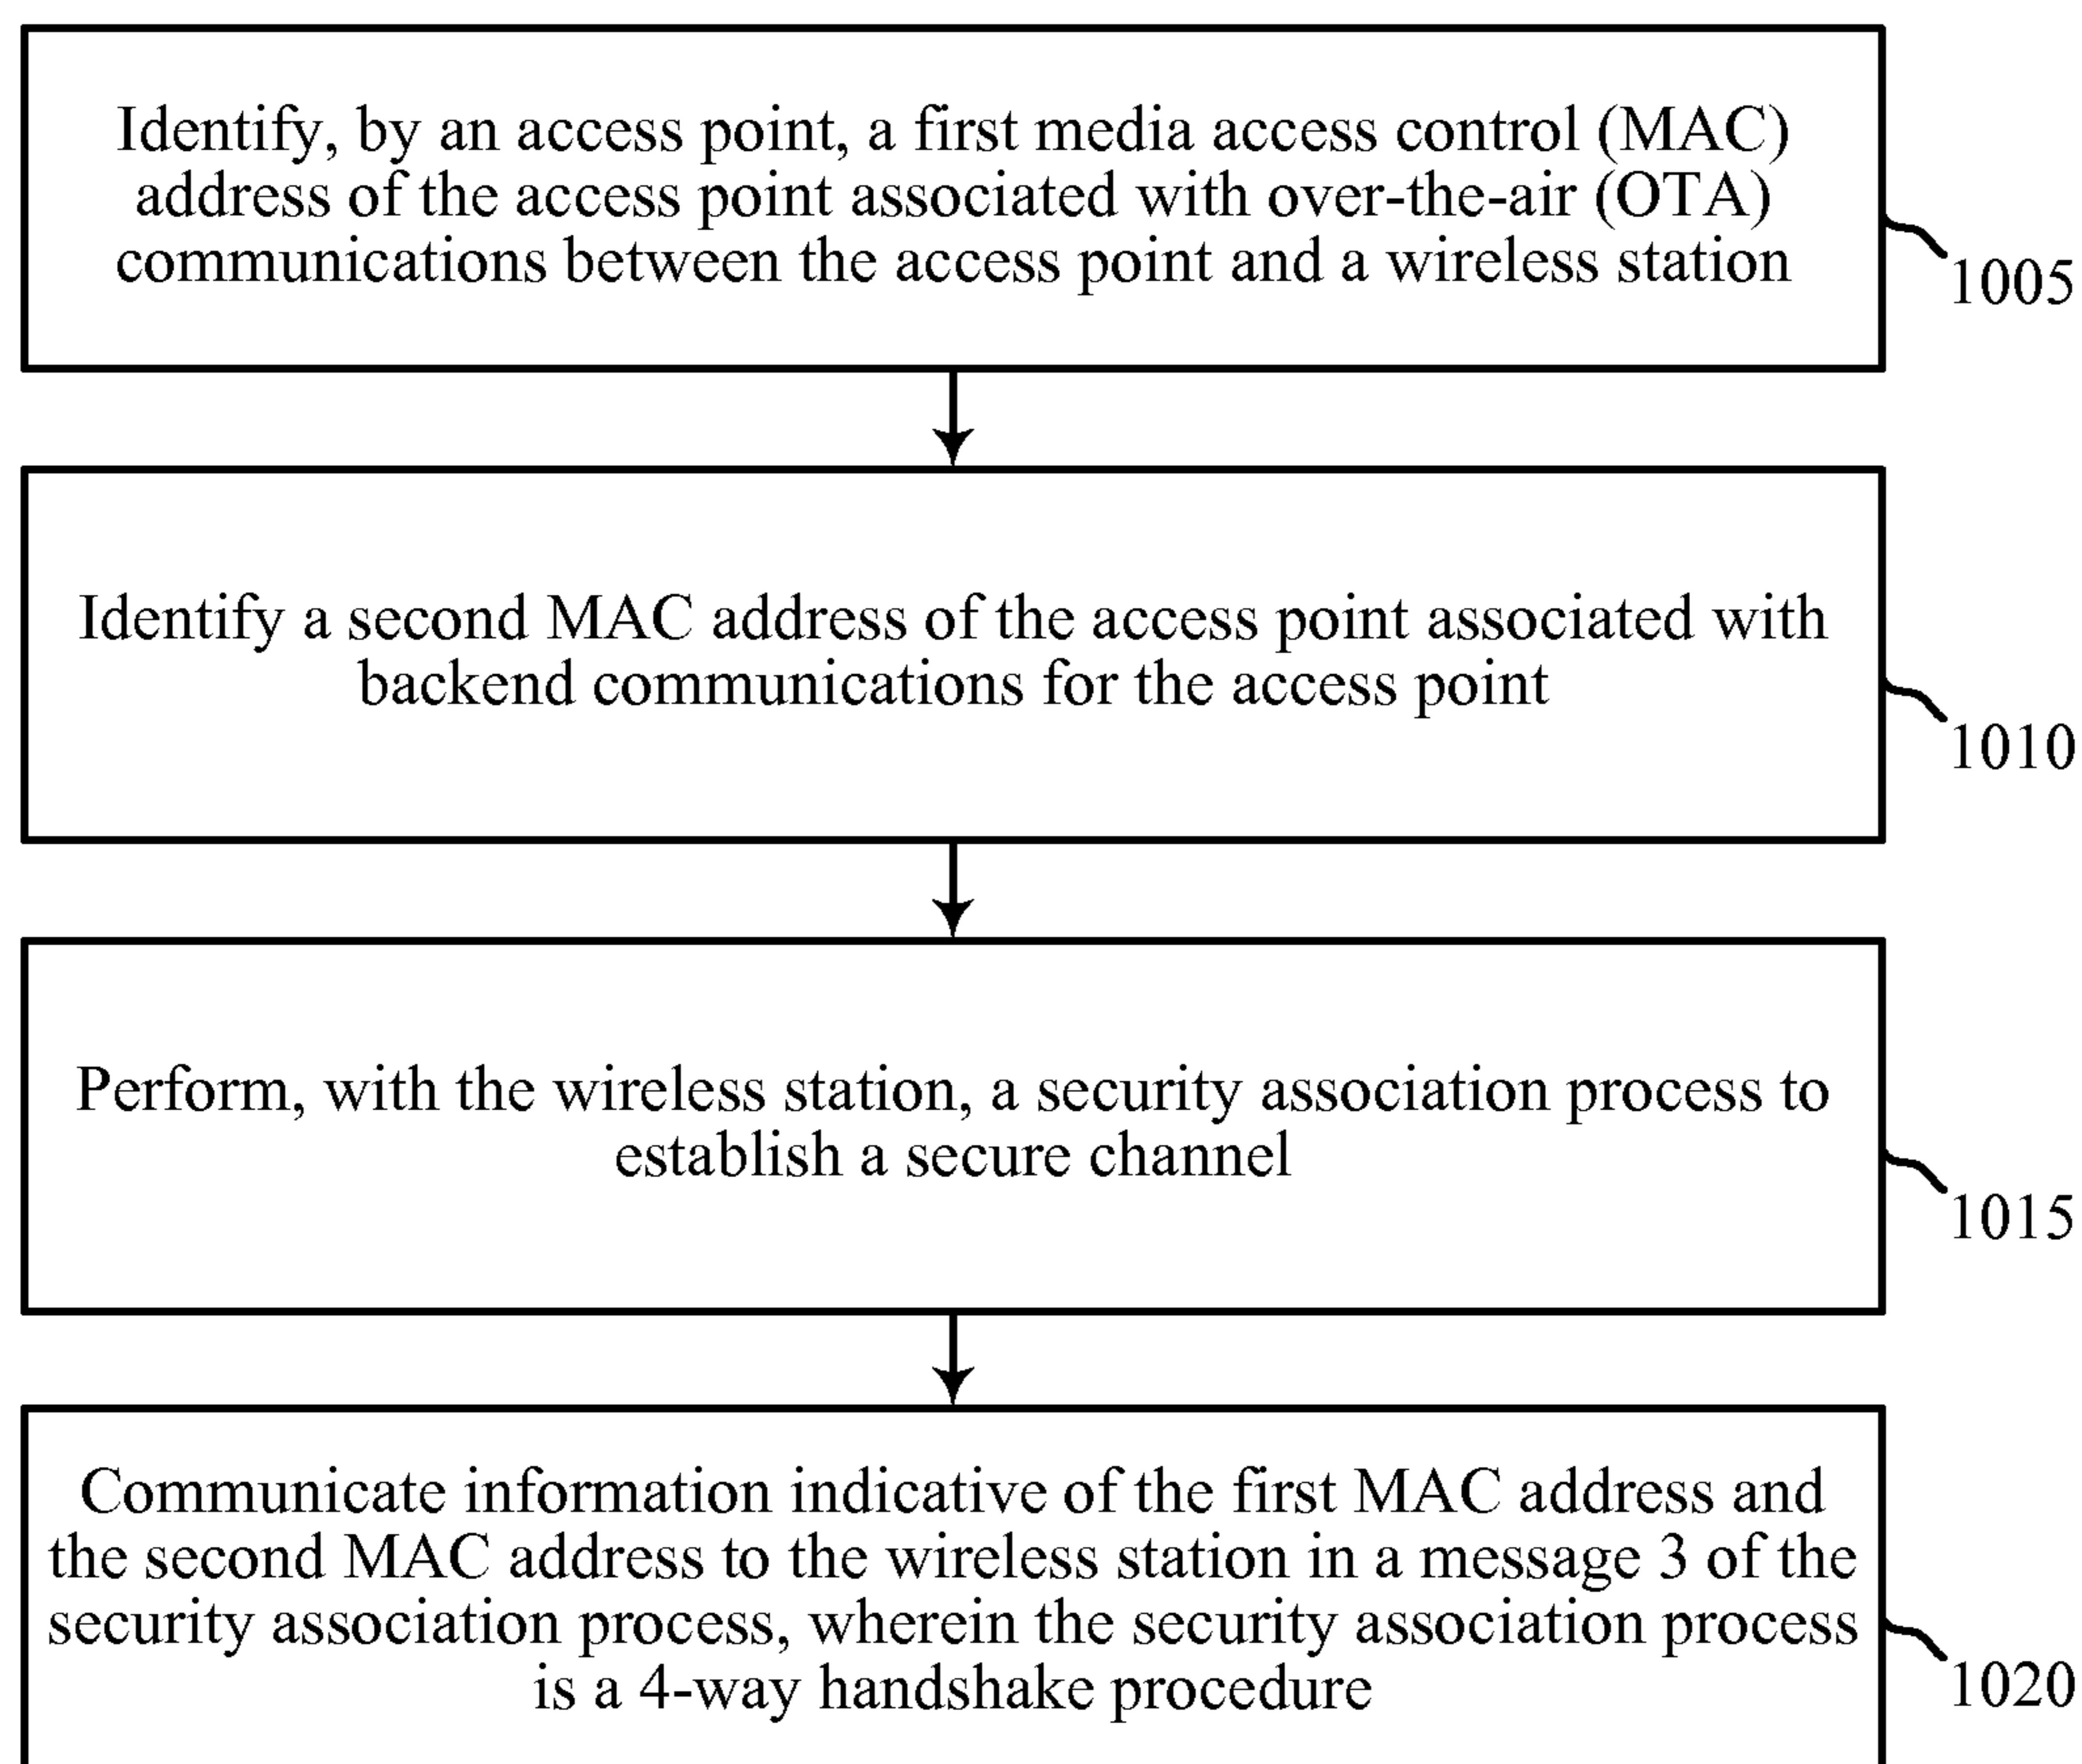 Identify, by an access point, a first media access control (MAC)
address of the access point associated with over-the-air (OTA)
communications between the access point and a wireless station
1005
Identify a second MAC address of the access point associated with
backend communications for the access point
1010
Perform, with the wireless station, a security association process to
establish a secure channel
1015
Communicate information indicative of the first MAC address and
the second MAC address to the wireless station in a message 3 of the
security association process, wherein the security association process
is a 4-way handshake procedure
1020